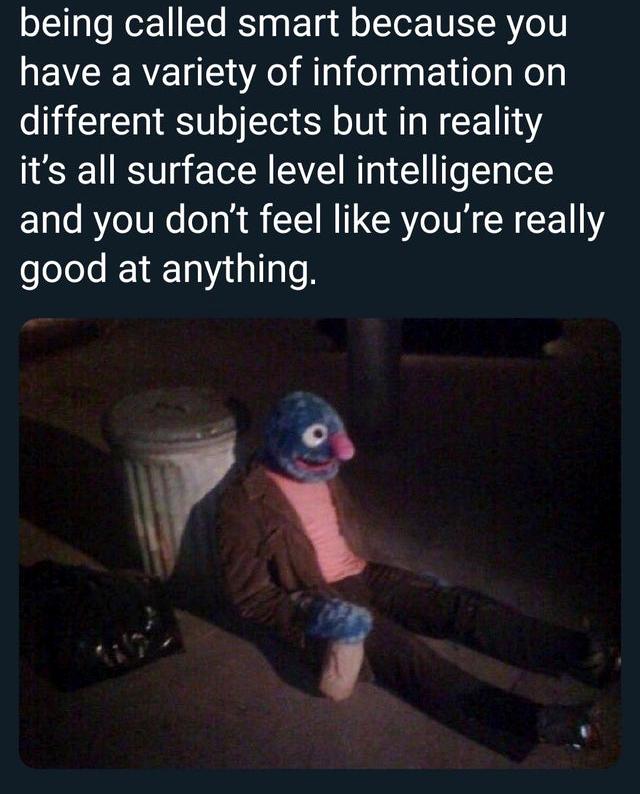 being called smart because you
have a variety of information on
different subjects but in reality
it’s all surface level intelligence
and you don’t feel like you’re really
good at anything.